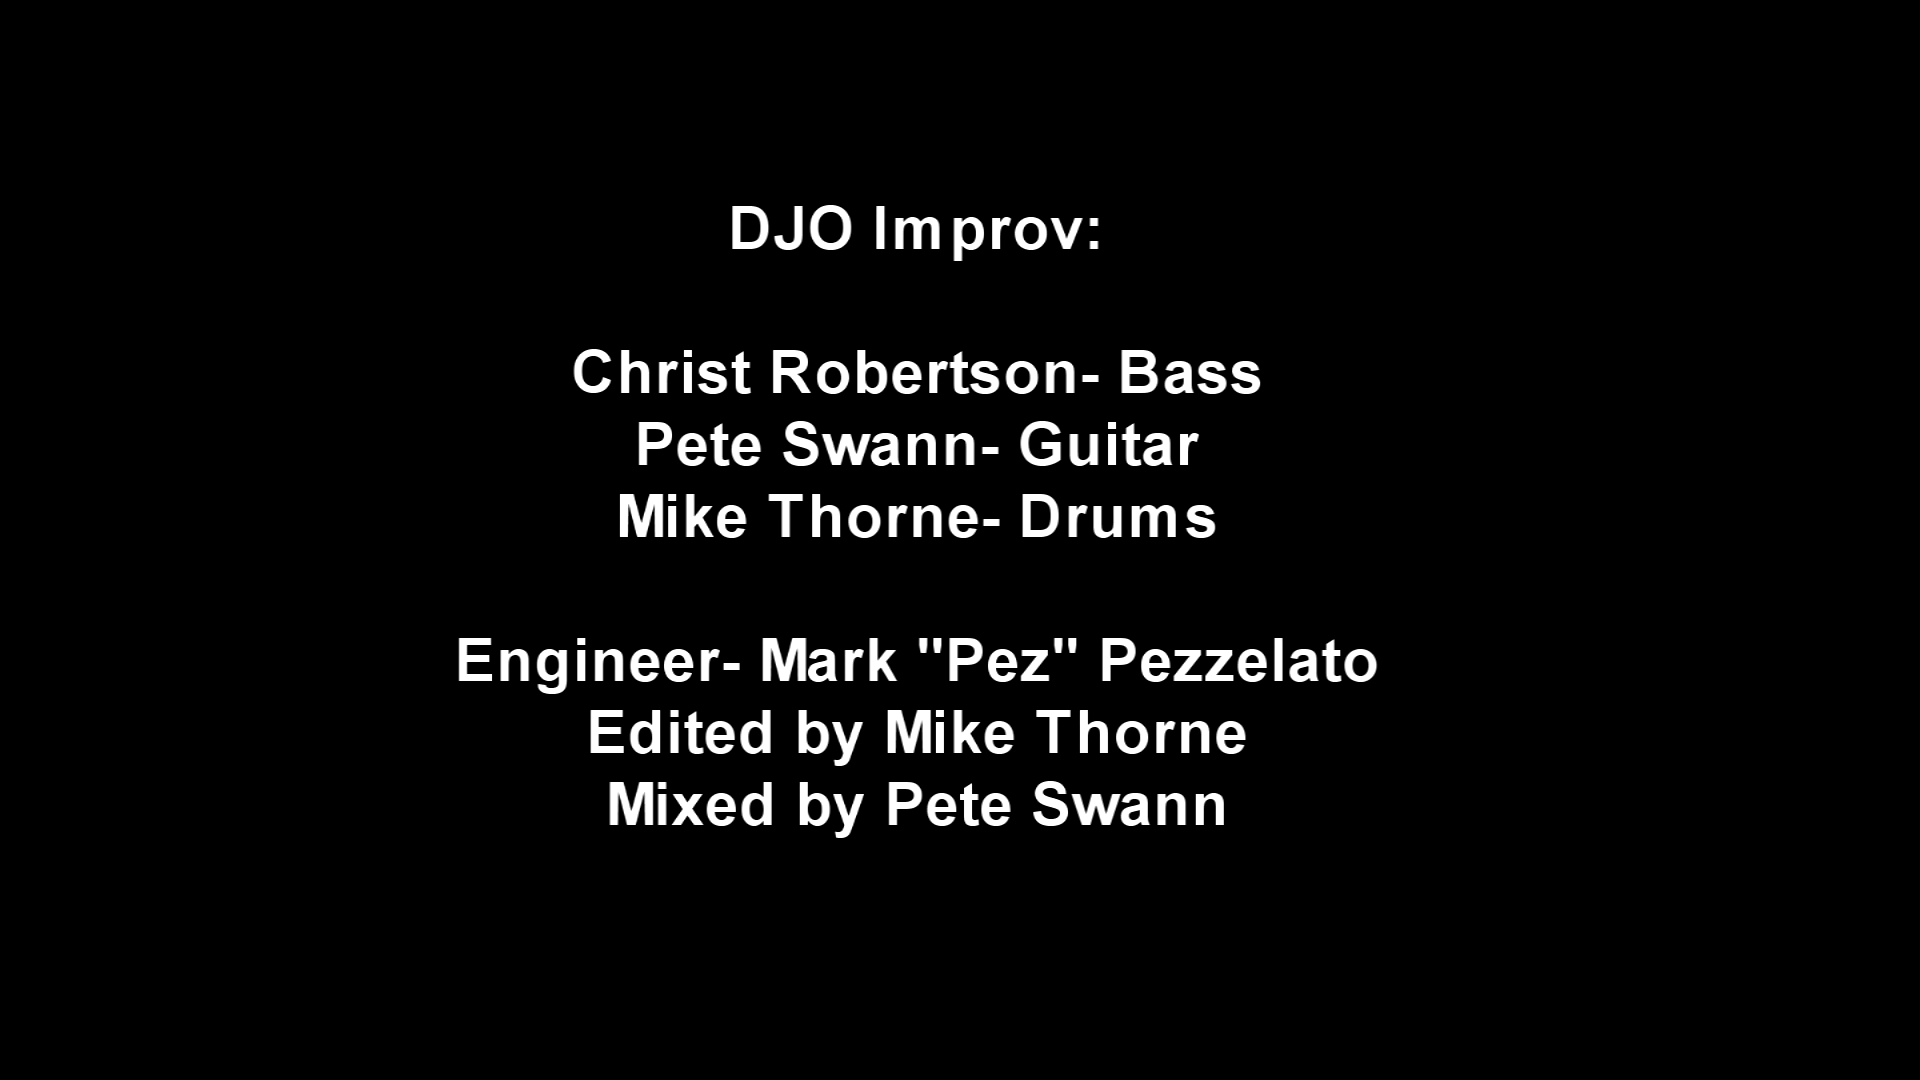 DJO Improv:
Christ Robertson- Bass
Pete Swann- Guitar
Mike Thorne- Drums
Engineer- Mark "Pez" Pezzelato
Edited by Mike Thorne
Mixed by Pete Swann